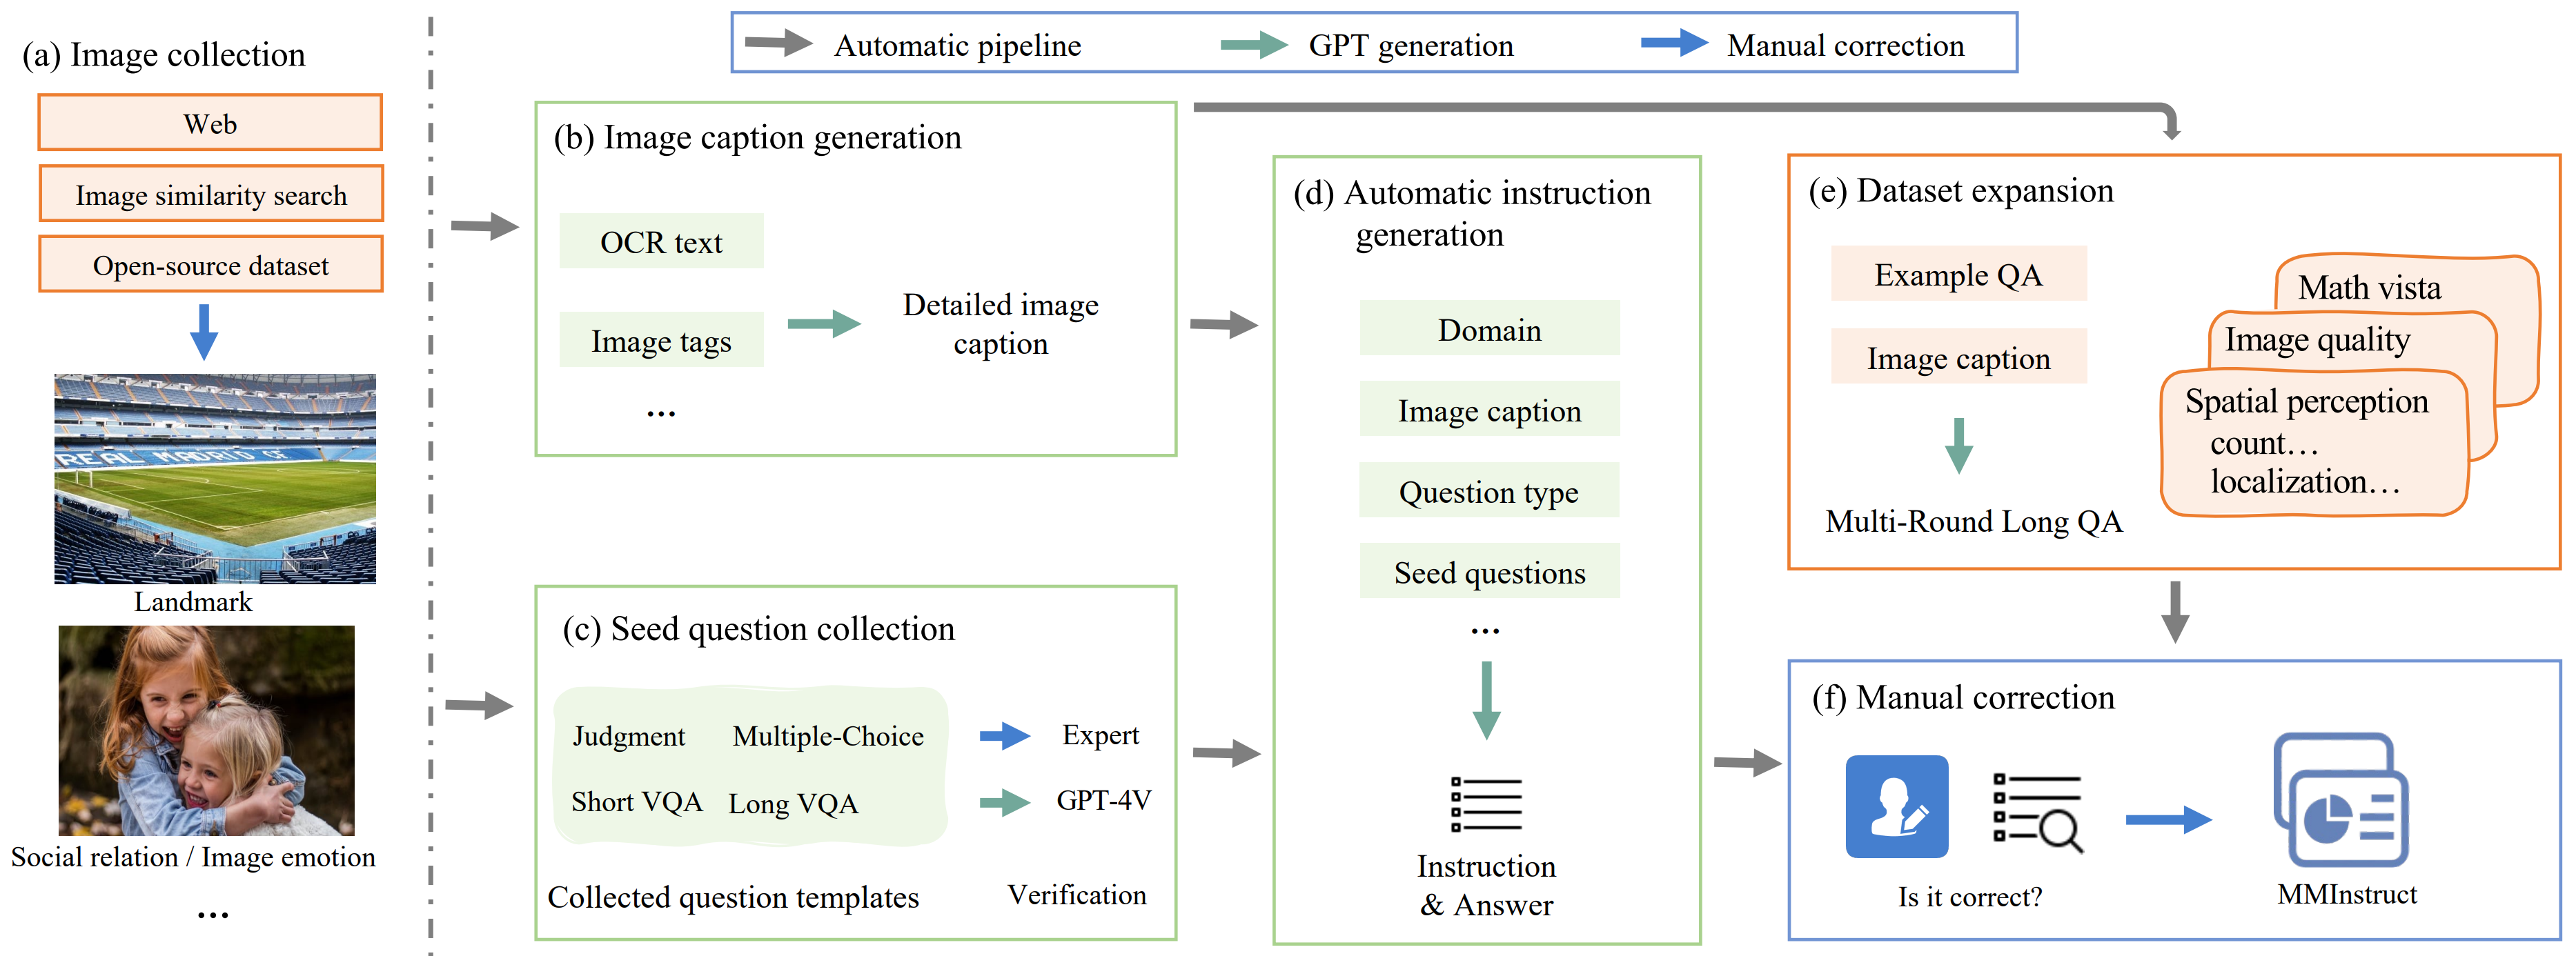 (a) Image collection
Web
Image similarity search
Open-source dataset
REAL MADRID CF
Landmark
Social relation / Image emotion
...
Automatic pipeline
GPT generation
Manual correction
(b) Image caption generation
OCR text
Image tags
...
Detailed image
caption
(c) Seed question collection
Judgment
Multiple-Choice
Short VQA
Long VQA
Expert
GPT-4V
Collected question templates
Verification
(d) Automatic instruction
generation
Domain
Image caption
Question type
Seed questions
...
Instruction
& Answer
(e) Dataset expansion
Example QA
Image caption
Multi-Round Long QA
Math vista
Image quality
Spatial perception
count...
localization...
(f) Manual correction
Is it correct?
MMInstruct